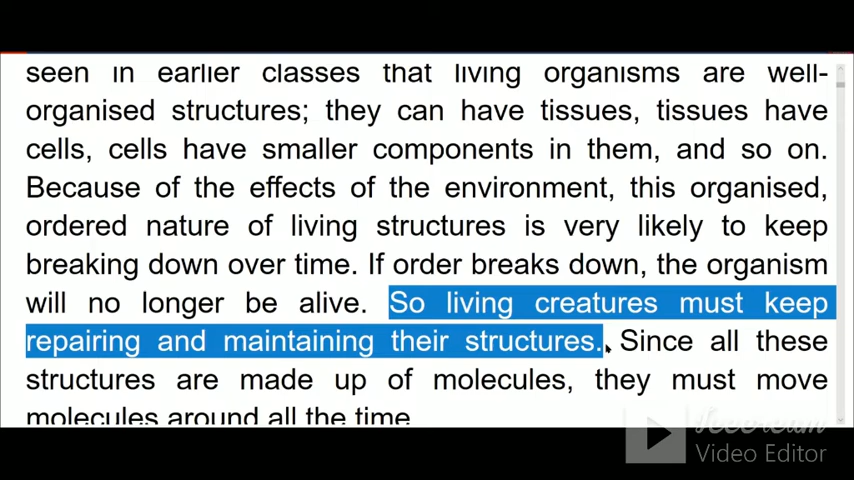 seen in earlier classes that living organisms are well-
organised structures; they can have tissues, tissues have
cells, cells have smaller components in them, and so on.
Because of the effects of the environment, this organised,
ordered nature of living structures is very likely to keep
breaking down over time. If order breaks down, the organism
will no longer be alive. So living creatures must keep
repairing and maintaining their structures. Since all these
structures are made up of molecules, they must move
molecules around all the time
Video Editor